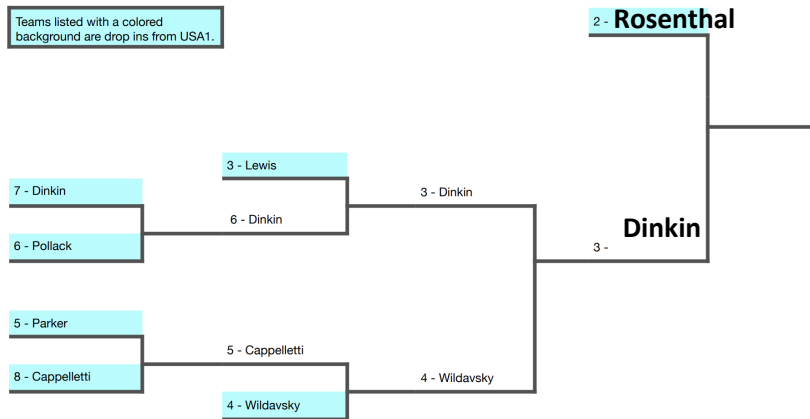 Teams listed with a colored
background are drop ins from USA1.
2 - Rosenthal
3 - Lewis
7 - Dinkin
3 - Dinkin
6 - Dinkin
Dinkin
3 -
6 - Pollack
5 - Parker
5 - Cappelletti
8 - Cappelletti
4 - Wildavsky
4 - Wildavsky